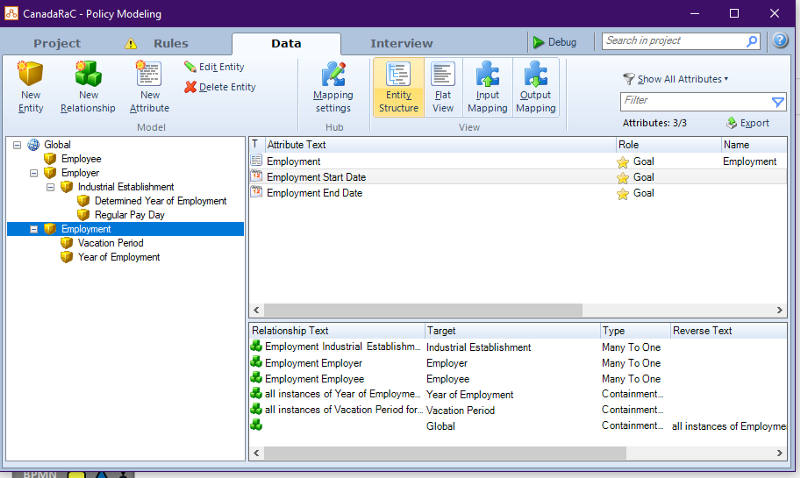 CanadaRaC - Policy Modeling
Project Rules Data Interview Debug Search in project
New Entity
New Relationship
New Attribute
Edit Entity
Delete Entity
Model
Mapping settings
Hub
Entity Structure
Flat View
Input Mapping
Output Mapping
View
Show All Attributes
Filter
Attributes: 3/3 Export
Global
Employee
Employer
Industrial Establishment
Determined Year of Employment
Regular Pay Day
Employment
Vacation Period
Year of Employment
T Attribute Text Role Name
Employment Goal Employment
13 Employment Start Date Goal
12 Employment End Date Goal
Relationship Text Target Type Reverse Text
Employment Industrial Establishm... Industrial Establishment Many To One
Employment Employer Employer Many To One
Employment Employee Employee Many To One
all instances of Year of Employme... Year of Employment Containment...
all instances of Vacation Period for... Vacation Period Containment...
Global Containment... all instances of Employme
BPMN